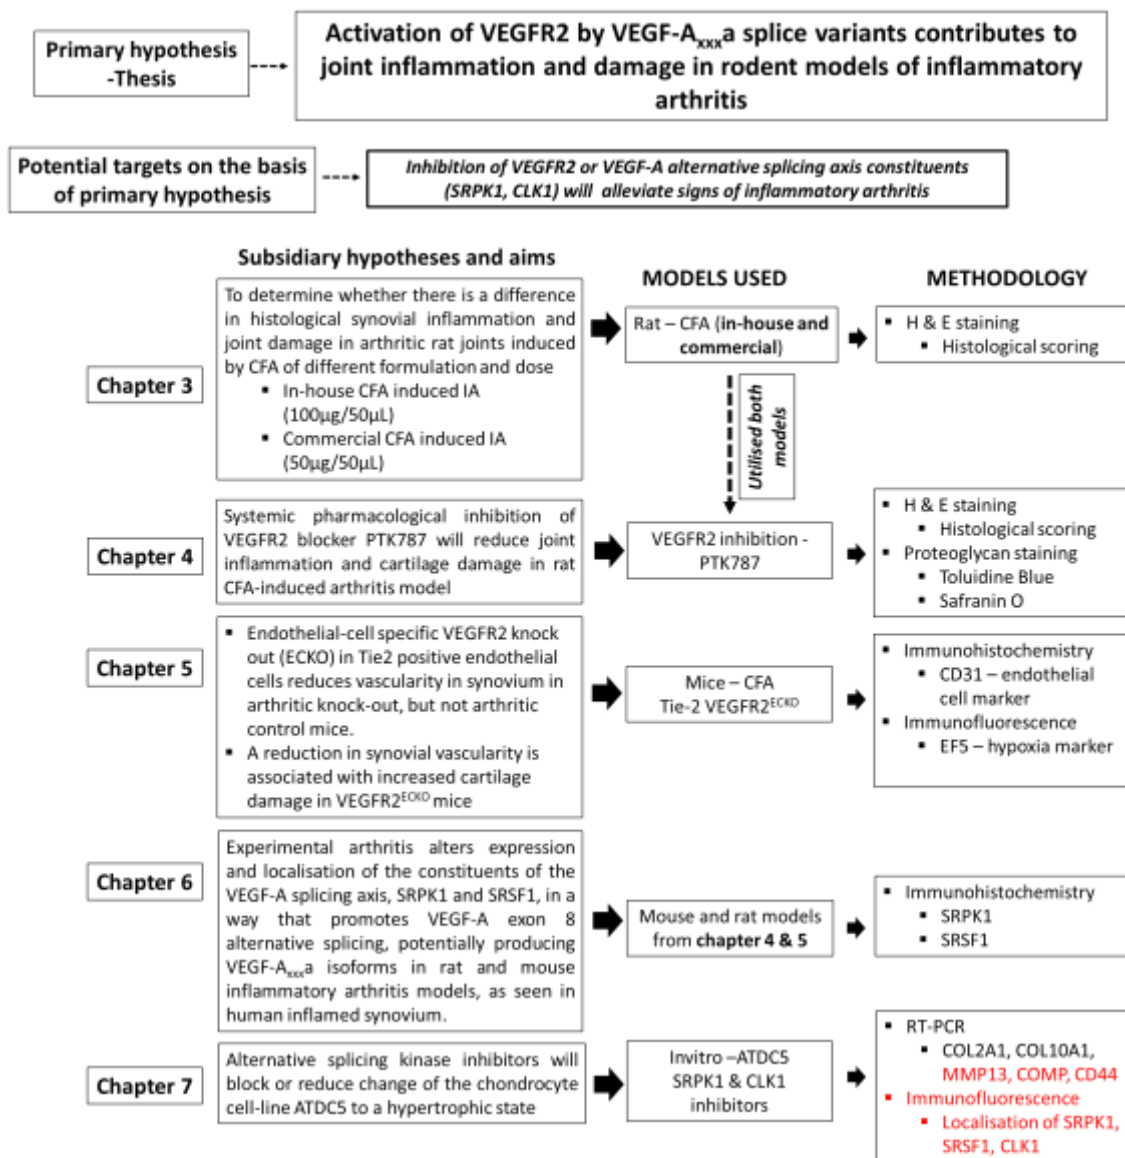 Primary hypothesis
-Thesis
Activation of VEGFR2 by VEGF-Axxxa splice variants contributes to
joint inflammation and damage in rodent models of inflammatory
arthritis
Potential targets on the basis
of primary hypothesis
Inhibition of VEGFR2 or VEGF-A alternative splicing axis constituents
(SRPK1, CLK1) will alleviate signs of inflammatory arthritis
Subsidiary hypotheses and aims
MODELS USED
METHODOLOGY
Chapter 3
To determine whether there is a difference
in histological synovial inflammation and
joint damage in arthritic rat joints induced
by CFA of different formulation and dose
▪ In-house CFA induced IA
(100µg/50µL)
▪ Commercial CFA induced IA
(50µg/50µL)
Rat – CFA (in-house and
commercial)
▪ H & E staining
▪ Histological scoring
Utilised both
models
Chapter 4
Systemic pharmacological inhibition of
VEGFR2 blocker PTK787 will reduce joint
inflammation and cartilage damage in rat
CFA-induced arthritis model
VEGFR2 inhibition -
PTK787
▪ H & E staining
▪ Histological scoring
▪ Proteoglycan staining
▪ Toluidine Blue
▪ Safranin O
Chapter 5
▪ Endothelial-cell specific VEGFR2 knock
out (ECKO) in Tie2 positive endothelial
cells reduces vascularity in synovium in
arthritic knock-out, but not arthritic
control mice.
▪ A reduction in synovial vascularity is
associated with increased cartilage
damage in VEGFR2ECKO mice
Mice – CFA
Tie-2 VEGFR2ECKO
▪ Immunohistochemistry
▪ CD31 – endothelial
cell marker
▪ Immunofluorescence
▪ EF5 – hypoxia marker
Chapter 6
Experimental arthritis alters expression
and localisation of the constituents of the
VEGF-A splicing axis, SRPK1 and SRSF1, in a
way that promotes VEGF-A exon 8
alternative splicing, potentially producing
VEGF-Axxxa isoforms in rat and mouse
inflammatory arthritis models, as seen in
human inflamed synovium.
Mouse and rat models
from chapter 4 & 5
▪ Immunohistochemistry
▪ SRPK1
▪ SRSF1
Chapter 7
Alternative splicing kinase inhibitors will
block or reduce change of the chondrocyte
cell-line ATDC5 to a hypertrophic state
Invitro –ATDC5
SRPK1 & CLK1
inhibitors
▪ RT-PCR
▪ COL2A1, COL10A1,
MMP13, COMP, CD44
▪ Immunofluorescence
▪ Localisation of SRPK1,
SRSF1, CLK1